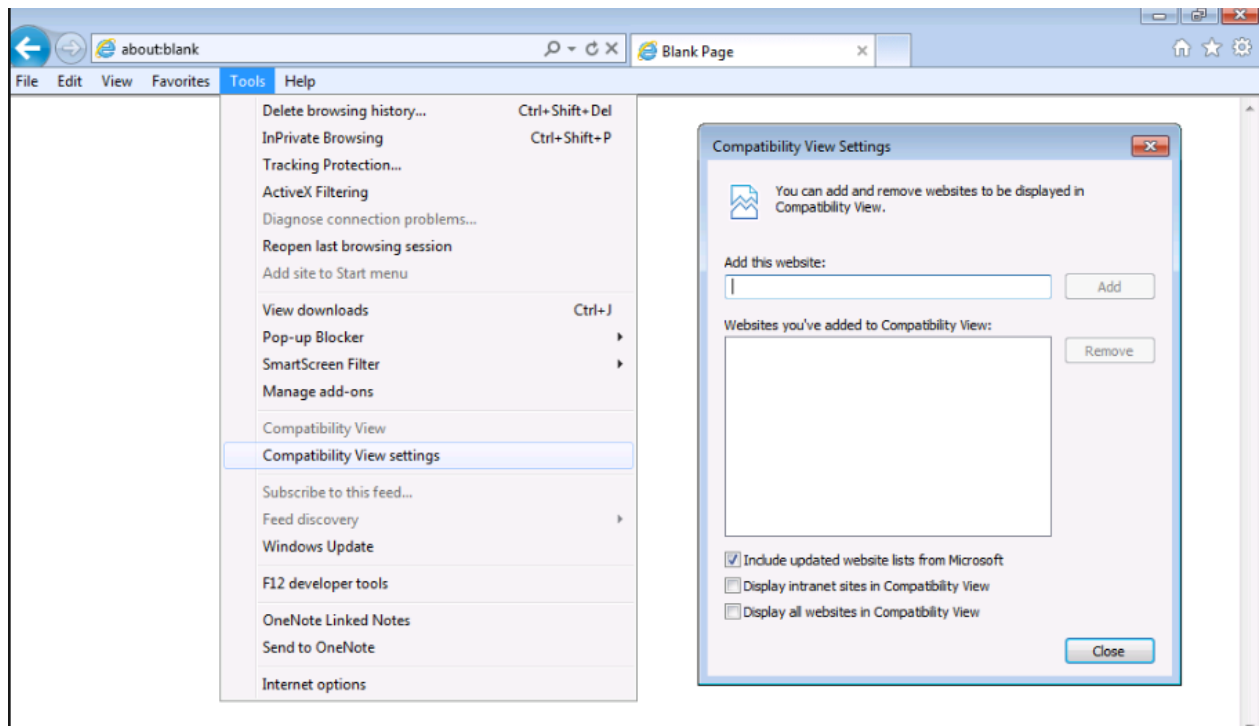 about:blank
Blank Page
File Edit View Favorites Tools Help
Delete browsing history... Ctrl+Shift+Del
InPrivate Browsing Ctrl+Shift+P
Tracking Protection...
ActiveX Filtering
Diagnose connection problems...
Reopen last browsing session
Add site to Start menu
View downloads Ctrl+J
Pop-up Blocker
SmartScreen Filter
Manage add-ons
Compatibility View
Compatibility View settings
Subscribe to this feed...
Feed discovery
Windows Update
F12 developer tools
OneNote Linked Notes
Send to OneNote
Internet options
Compatibility View Settings
You can add and remove websites to be displayed in
Compatibility View.
Add this website:
Add
Websites you've added to Compatibility View:
Remove
Include updated website lists from Microsoft
Display intranet sites in Compatibility View
Display all websites in Compatibility View
Close